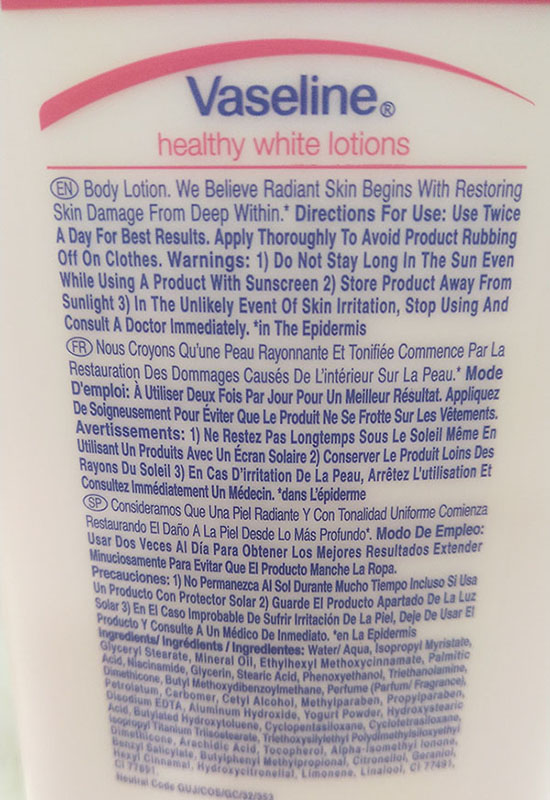 Vaseline®
healthy white lotions
EN Body Lotion. We Believe Radiant Skin Begins With Restoring
Skin Damage From Deep Within.* Directions For Use: Use Twice
A Day For Best Results. Apply Thoroughly To Avoid Product Rubbing
Off On Clothes. Warnings: 1) Do Not Stay Long In The Sun Even
While Using A Product With Sunscreen 2) Store Product Away From
Sunlight 3) In The Unlikely Event Of Skin Irritation, Stop Using And
Consult A Doctor Immediately. *in The Epidermis
FR Nous Croyons Qu'une Peau Rayonnante Et Tonifiée Commence Par La
Restauration Des Dommages Causés De L'intérieur Sur La Peau.* Mode
D'emploi: À Utiliser Deux Fois Par Jour Pour Un Meilleur Résultat. Appliquez
De Soigneusement Pour Éviter Que Le Produit Ne Se Frotte Sur Les Vêtements.
Avertissements: 1) Ne Restez Pas Longtemps Sous Le Soleil Même En
Utilisant Un Produits Avec Un Écran Solaire 2) Conserver Le Produit Loins Des
Rayons Du Soleil 3) En Cas D'irritation De La Peau, Arrêtez L'utilisation Et
Consultez Immédiatement Un Médecin. *dans L'épiderme
SP Consideramos Que Una Piel Radiante Y Con Tonalidad Uniforme Comienza
Restaurando El Daño A La Piel Desde Lo Más Profundo*. Modo De Empleo:
Usar Dos Veces Al Día Para Obtener Los Mejores Resultados Extender
Minuciosamente Para Evitar Que El Producto Manche La Ropa.
Precauciones: 1) No Permanezca Al Sol Durante Mucho Tiempo Incluso Si Usa
Un Producto Con Protector Solar 2) Guarde El Producto Apartado De La Luz
Solar 3) En El Caso Improbable De Sufrir Irritación De La Piel, Deje De Usar El
Producto Y Consulte A Un Médico De Inmediato. *en La Epidermis
Ingredients/ Ingrédients / Ingredientes: Water/ Aqua, Isopropyl Myristate,
Glyceryl Stearate, Mineral Oil, Ethylhexyl Methoxycinnamate, Palmitic
Acid, Niacinamide, Glycerin, Stearic Acid, Phenoxyethanol, Triethanolamine,
Dimethicone, Butyl Methoxydibenzoylmethane, Perfume (Parfum/ Fragrance),
Petrolatum, Carbomer, Cetyl Alcohol, Methylparaben, Propylparaben,
Disodium EDTA, Aluminum Hydroxide, Yogurt Powder, Hydroxystearic
Acid, Butylated Hydroxytoluene, Cyclopentasiloxane, Cyclotetrasiloxane,
Isopropyl Titanium Triisostearate, Triethoxysilylethyl Polydimethylsiloxyethyl
Dimethicone, Arachidic Acid, Tocopherol, Alpha-Isomethyl Ionone,
Benzyl Salicylate, Butylphenyl Methylpropional, Citronellol, Geraniol,
Hexyl Cinnamal, Hydroxycitronellal, Limonene, Linalool, CI 77491,
CI 77891.
Neutral Code GUJ/COS/GC/32/353